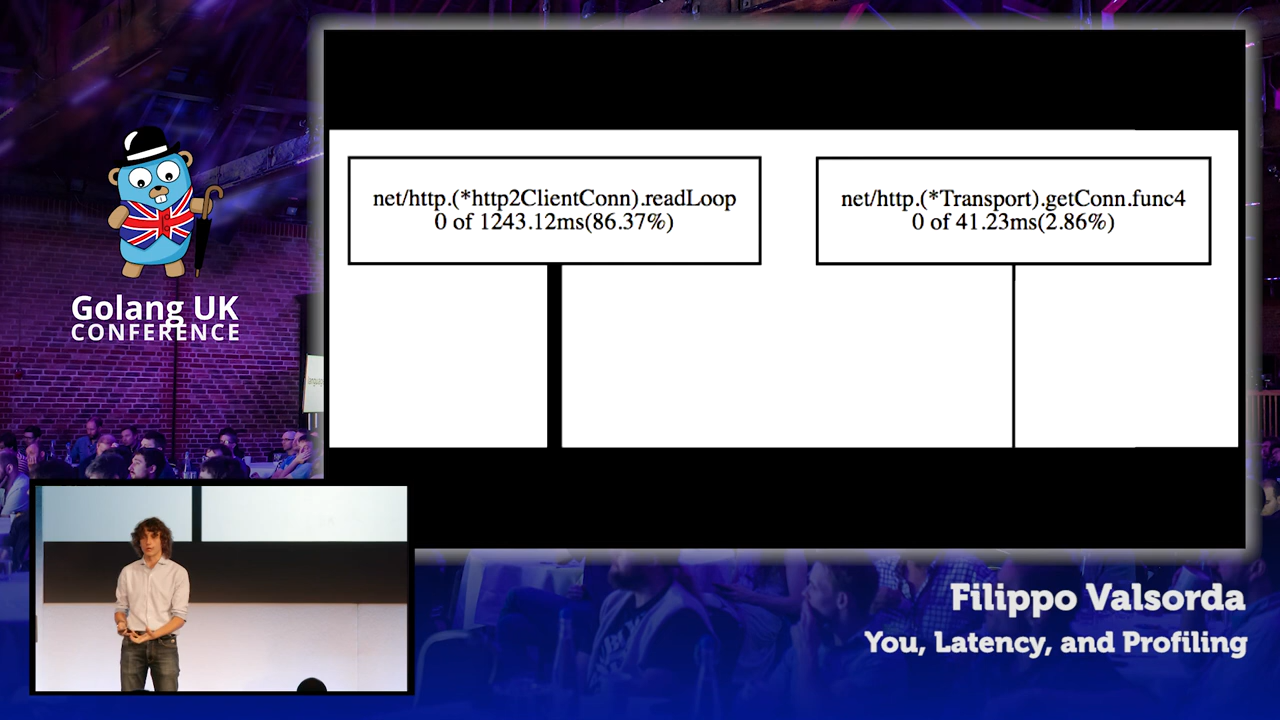 Golang UK
CONFERENCE
net/http.(*http2ClientConn).readLoop
0 of 1243.12ms(86.37%)
net/http.(*Transport).getConn.func4
0 of 41.23ms(2.86%)
Filippo Valsorda
You, Latency, and Profiling